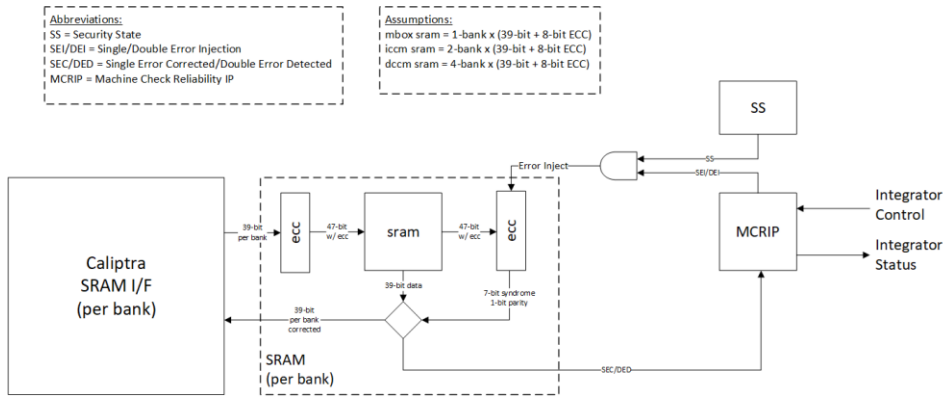 Abbreviations:
SS = Security State
SEI/DEI = Single/Double Error Injection
SEC/DED = Single Error Corrected/Double Error Detected
MCRIP = Machine Check Reliability IP
Assumptions:
mbox sram = 1-bank x (39-bit + 8-bit ECC)
iccm sram = 2-bank x (39-bit + 8-bit ECC)
dccm sram = 4-bank x (39-bit + 8-bit ECC)
SS
SS
Error Inject
SEI/DEI
Caliptra
SRAM I/F
(per bank)
39-bit
per bank
ecc
47-bit
w/ ecc
sram
47-bit
w/ ecc
ecc
MCRIP
Integrator
Control
Integrator
Status
39-bit data
7-bit syndrome
1-bit parity
39-bit
per bank
corrected
SRAM
(per bank)
SEC/DED